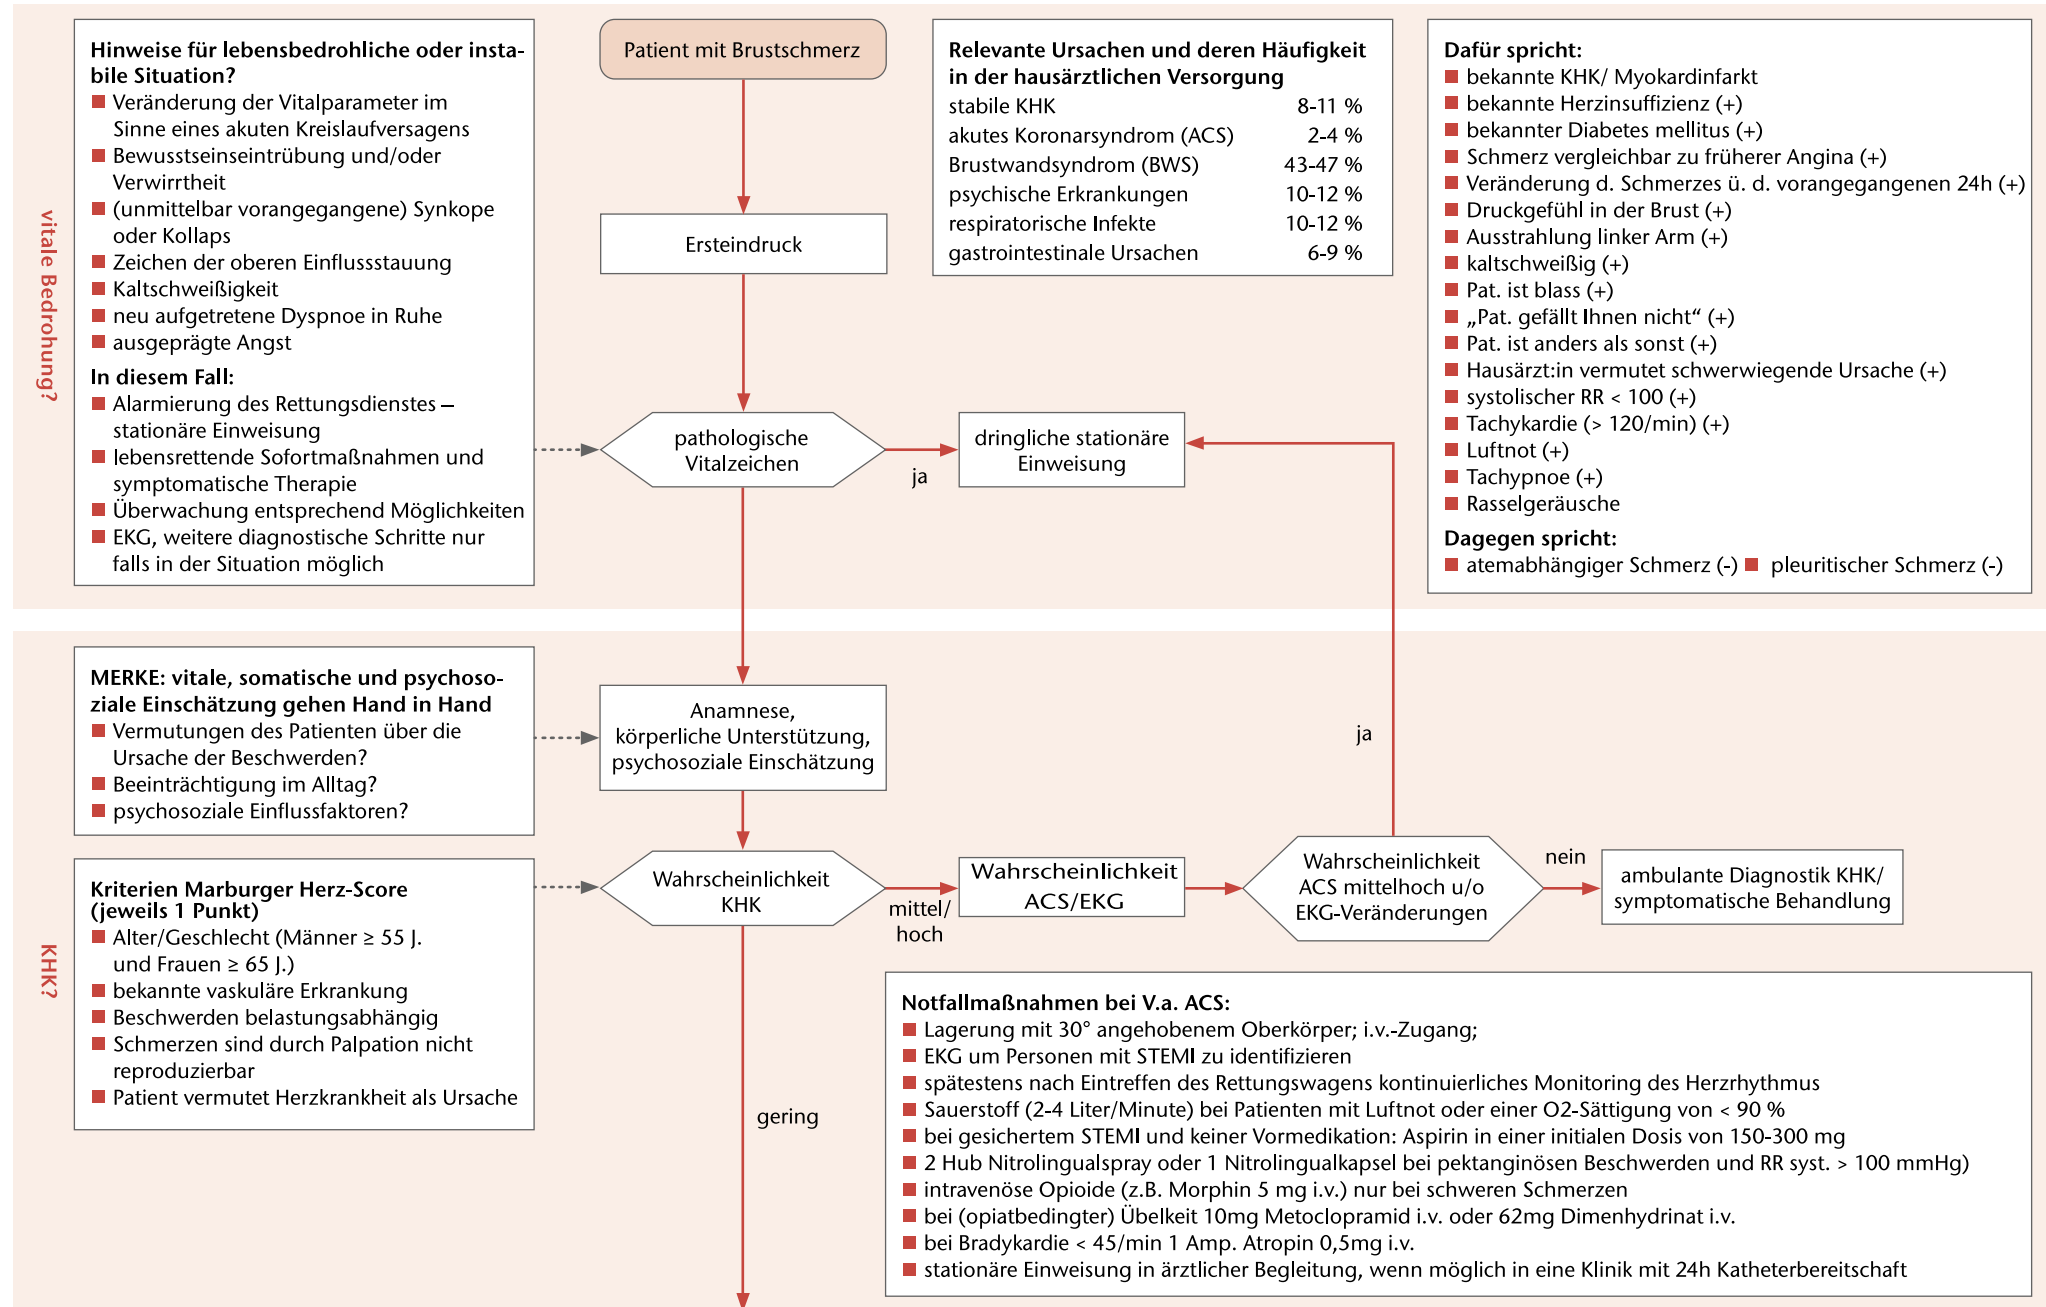 vitale Bedrohung?
Hinweise für lebensbedrohliche oder insta-
bile Situation?
■ Veränderung der Vitalparameter im
Sinne eines akuten Kreislaufversagens
■ Bewusstseinseintrübung und/oder
Verwirrtheit
■ (unmittelbar vorangegangene) Synkope
oder Kollaps
■ Zeichen der oberen Einflussstauung
■ Kaltschweißigkeit
■ neu aufgetretene Dyspnoe in Ruhe
■ ausgeprägte Angst
In diesem Fall:
■ Alarmierung des Rettungsdienstes –
stationäre Einweisung
■ lebensrettende Sofortmaßnahmen und
symptomatische Therapie
■ Überwachung entsprechend Möglichkeiten
■ EKG, weitere diagnostische Schritte nur
falls in der Situation möglich
Patient mit Brustschmerz
Ersteindruck
pathologische
Vitalzeichen
ja
dringliche stationäre
Einweisung
Relevante Ursachen und deren Häufigkeit
in der hausärztlichen Versorgung
stabile KHK 8-11 %
akutes Koronarsyndrom (ACS) 2-4 %
Brustwandsyndrom (BWS) 43-47 %
psychische Erkrankungen 10-12 %
respiratorische Infekte 10-12 %
gastrointestinale Ursachen 6-9 %
Dafür spricht:
■ bekannte KHK/ Myokardinfarkt
■ bekannte Herzinsuffizienz (+)
■ bekannter Diabetes mellitus (+)
■ Schmerz vergleichbar zu früherer Angina (+)
■ Veränderung d. Schmerzes ü. d. vorangegangenen 24h (+)
■ Druckgefühl in der Brust (+)
■ Ausstrahlung linker Arm (+)
■ kaltschweißig (+)
■ Pat. ist blass (+)
■ „Pat. gefällt Ihnen nicht“ (+)
■ Pat. ist anders als sonst (+)
■ Hausärzt:in vermutet schwerwiegende Ursache (+)
■ systolischer RR < 100 (+)
■ Tachykardie (> 120/min) (+)
■ Luftnot (+)
■ Tachypnoe (+)
■ Rasselgeräusche
Dagegen spricht:
■ atemabhängiger Schmerz (-) ■ pleuritischer Schmerz (-)
KHK?
MERKE: vitale, somatische und psychoso-
ziale Einschätzung gehen Hand in Hand
■ Vermutungen des Patienten über die
Ursache der Beschwerden?
■ Beeinträchtigung im Alltag?
■ psychosoziale Einflussfaktoren?
Anamnese,
körperliche Unterstützung,
psychosoziale Einschätzung
ja
Kriterien Marburger Herz-Score
(jeweils 1 Punkt)
■ Alter/Geschlecht (Männer ≥ 55 J.
und Frauen ≥ 65 J.)
■ bekannte vaskuläre Erkrankung
■ Beschwerden belastungsabhängig
■ Schmerzen sind durch Palpation nicht
reproduzierbar
■ Patient vermutet Herzkrankheit als Ursache
Wahrscheinlichkeit
KHK
mittel/
hoch
Wahrscheinlichkeit
ACS/EKG
Wahrscheinlichkeit
ACS mittelhoch u/o
EKG-Veränderungen
nein
ambulante Diagnostik KHK/
symptomatische Behandlung
gering
Notfallmaßnahmen bei V.a. ACS:
■ Lagerung mit 30° angehobenem Oberkörper; i.v.-Zugang;
■ EKG um Personen mit STEMI zu identifizieren
■ spätestens nach Eintreffen des Rettungswagens kontinuierliches Monitoring des Herzrhythmus
■ Sauerstoff (2-4 Liter/Minute) bei Patienten mit Luftnot oder einer O2-Sättigung von < 90 %
■ bei gesichertem STEMI und keiner Vormedikation: Aspirin in einer initialen Dosis von 150-300 mg
■ 2 Hub Nitrolingualspray oder 1 Nitrolingualkapsel bei pektanginösen Beschwerden und RR syst. > 100 mmHg)
■ intravenöse Opioide (z.B. Morphin 5 mg i.v.) nur bei schweren Schmerzen
■ bei (opiatbedingter) Übelkeit 10mg Metoclopramid i.v. oder 62mg Dimenhydrinat i.v.
■ bei Bradykardie < 45/min 1 Amp. Atropin 0,5mg i.v.
■ stationäre Einweisung in ärztlicher Begleitung, wenn möglich in eine Klinik mit 24h Katheterbereitschaft